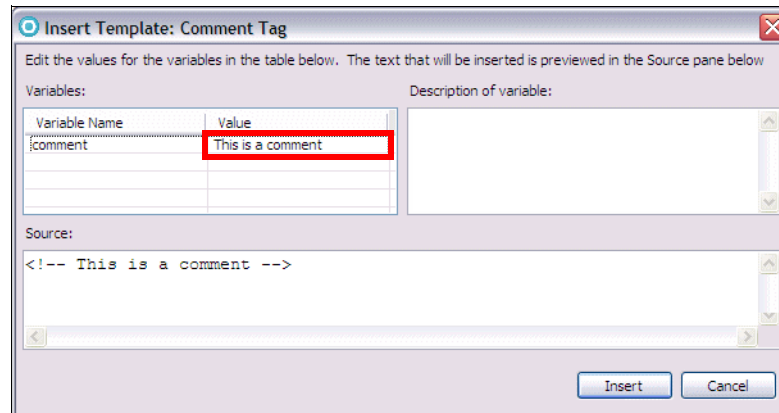 Insert Template: Comment Tag
Edit the values for the variables in the table below. The text that will be inserted is previewed in the Source pane below
Variables:
Description of variable:
Variable Name
Value
comment
This is a comment
Source:
<!-- This is a comment -->
Insert
Cancel